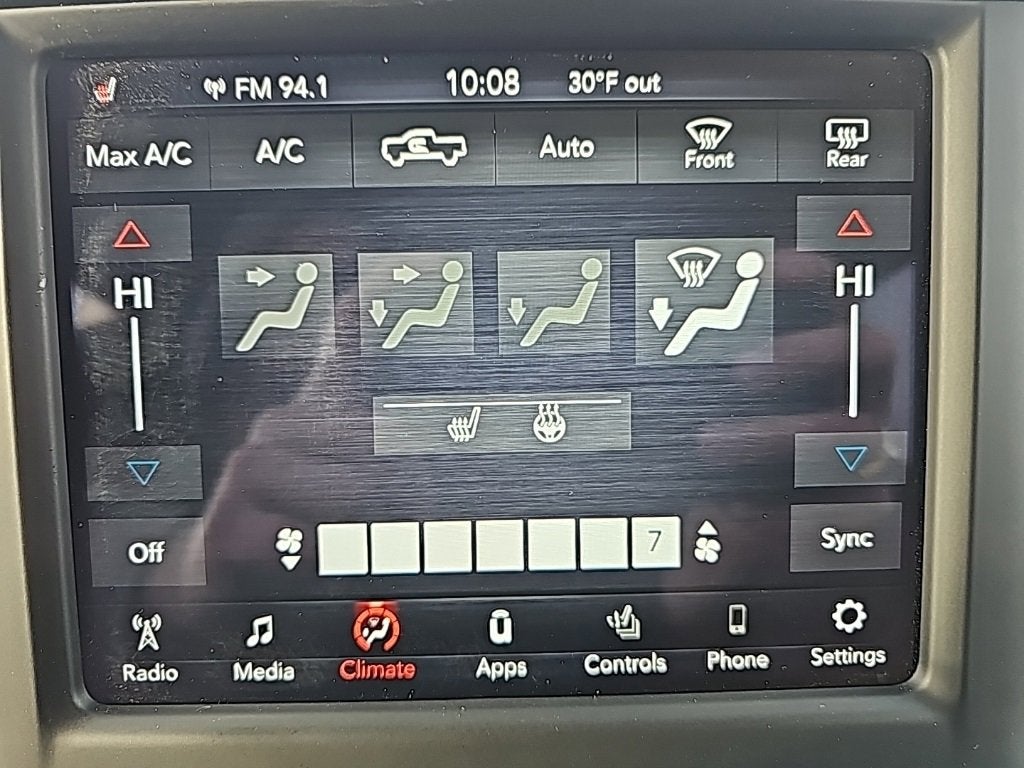 FM 94.1 10:08 30°F out
Max A/C A/C Auto Front Rear
HI HI
Off 7 Sync
Radio Media Climate Apps Controls Phone Settings